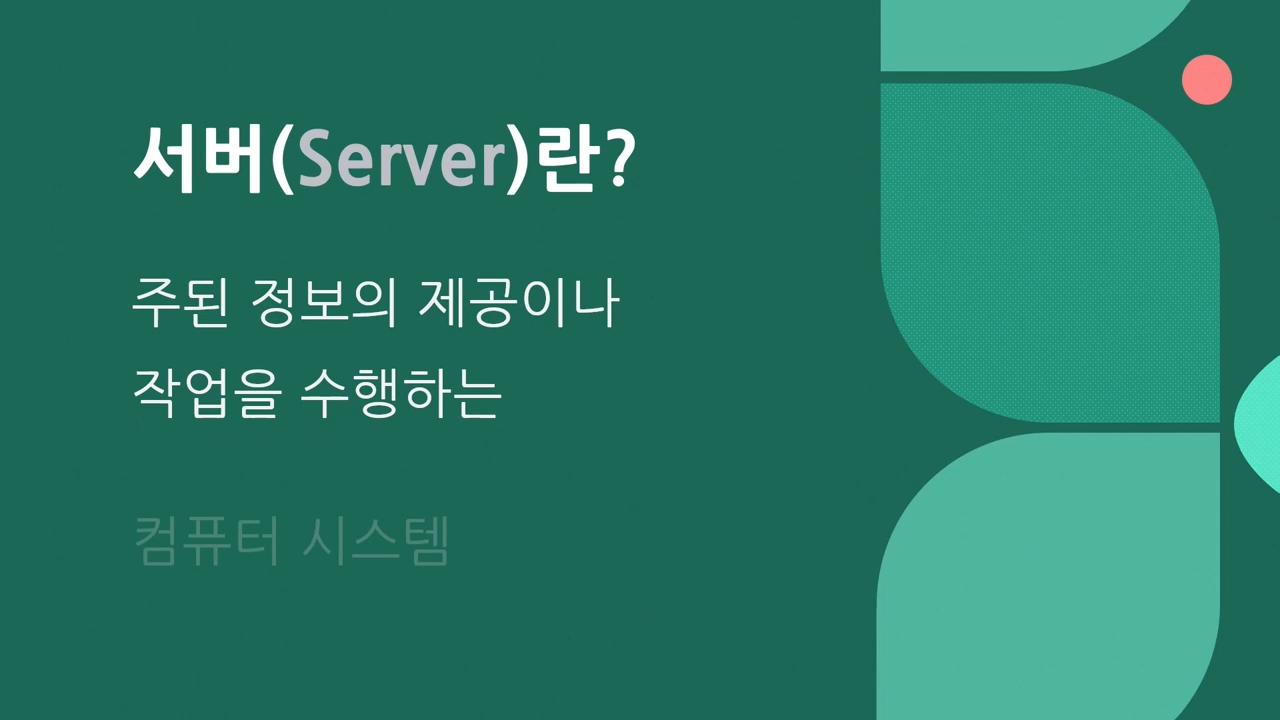 서버(Server)란?
주된 정보의 제공이나
작업을 수행하는
컴퓨터 시스템